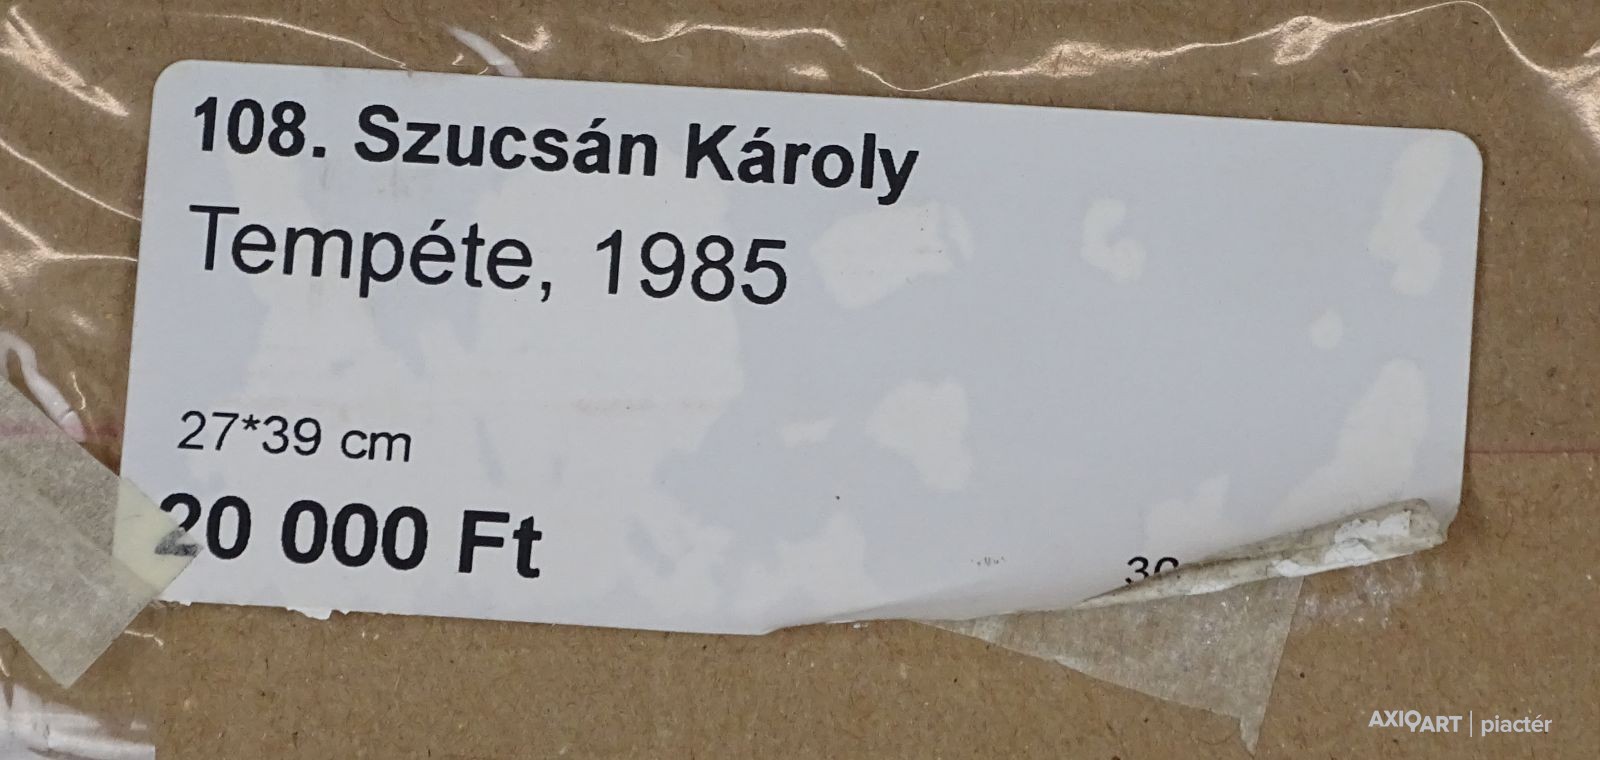 108. Szucsán Károly
Tempéte, 1985
27*39 cm
20 000 Ft
AXIOART | piactér